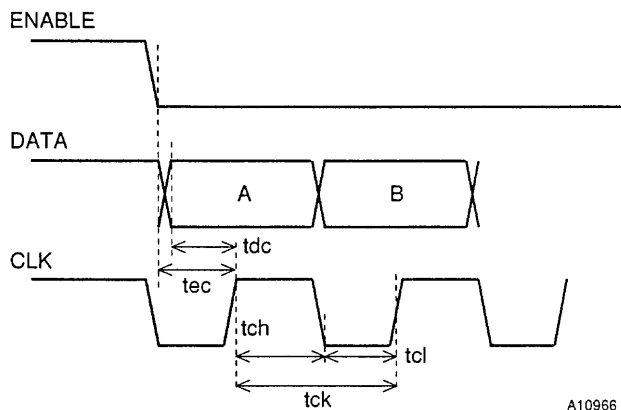 ENABLE
DATA
A
B
tdc
CLK
tec
tch
tcl
tck
A10966